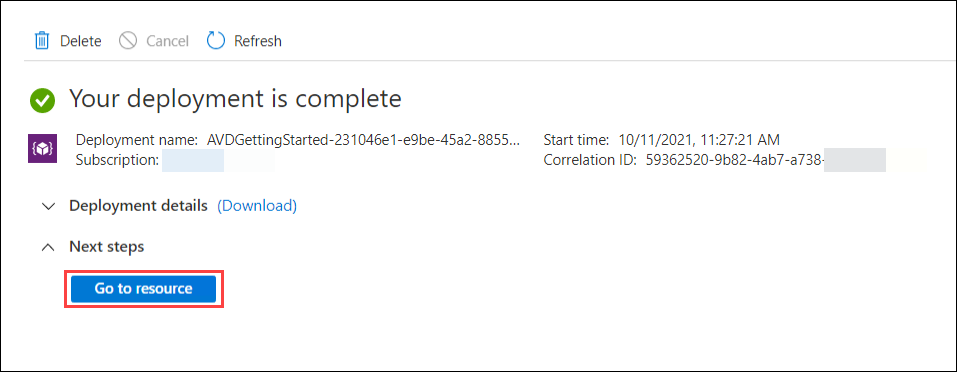 Delete Cancel Refresh
Your deployment is complete
Deployment name: AVDGettingStarted-231046e1-e9be-45a2-8855... Start time: 10/11/2021, 11:27:21 AM
Subscription: Correlation ID: 59362520-9b82-4ab7-a738-
Deployment details (Download)
Next steps
Go to resource